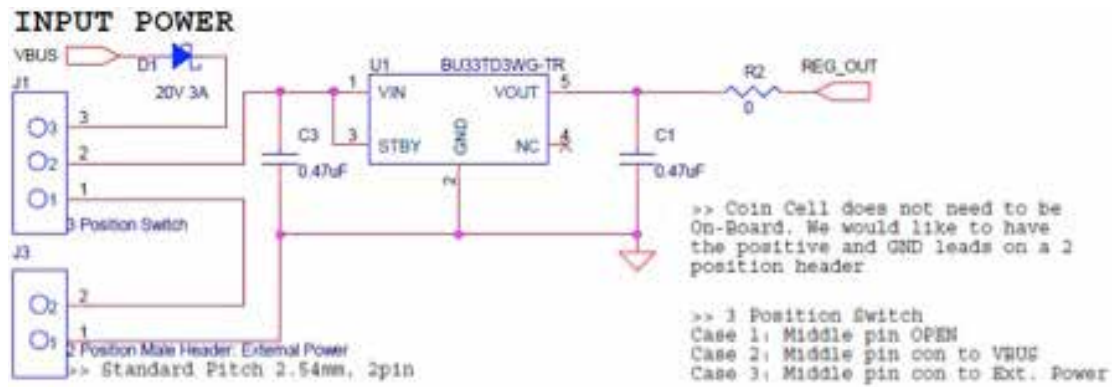 INPUT POWER
VBUS
D1
20V 3A
J1
3
2
1
3 Position Switch
J3
2
1
2 Position Male Header: External Power
>> Standard Pitch 2.54mm, 2pin
U1
BU33TD3WG-TR
1
VIN
VOUT
5
3
STBY
GND
NC
4
2
C3
0.47uF
C1
0.47uF
R2
0
REG_OUT
>> Coin Cell does not need to be
On-Board. We would like to have
the positive and GND leads on a 2
position header
>> 3 Position Switch
Case 1: Middle pin OPEN
Case 2: Middle pin con to VBUS
Case 3: Middle pin con to Ext. Power